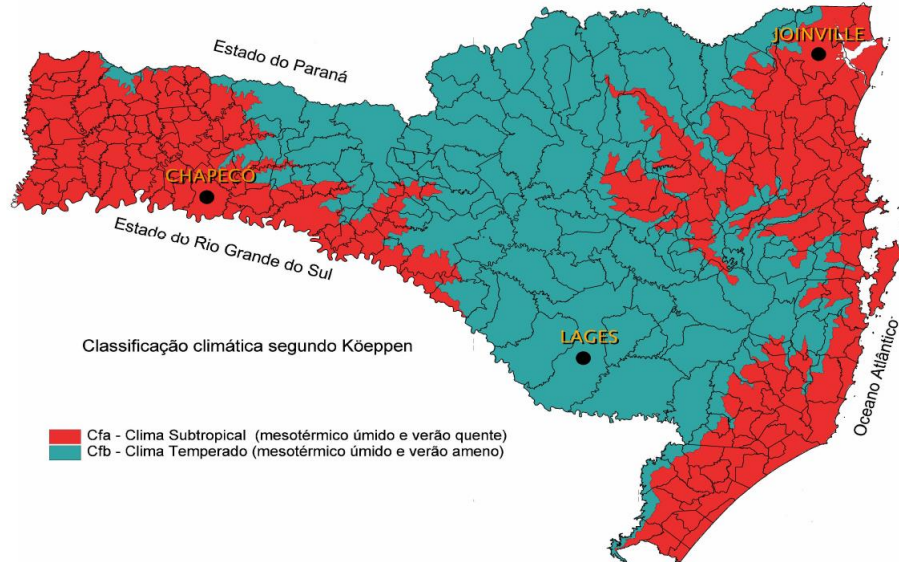 JOINVILLE
Estado do Paraná
CHAPECÓ
Estado do Rio Grande do Sul
LAGES
Classificação climática segundo Köeppen
Oceano Atlântico
Cfa - Clima Subtropical (mesotérmico úmido e verão quente)
Cfb - Clima Temperado (mesotérmico úmido e verão ameno)